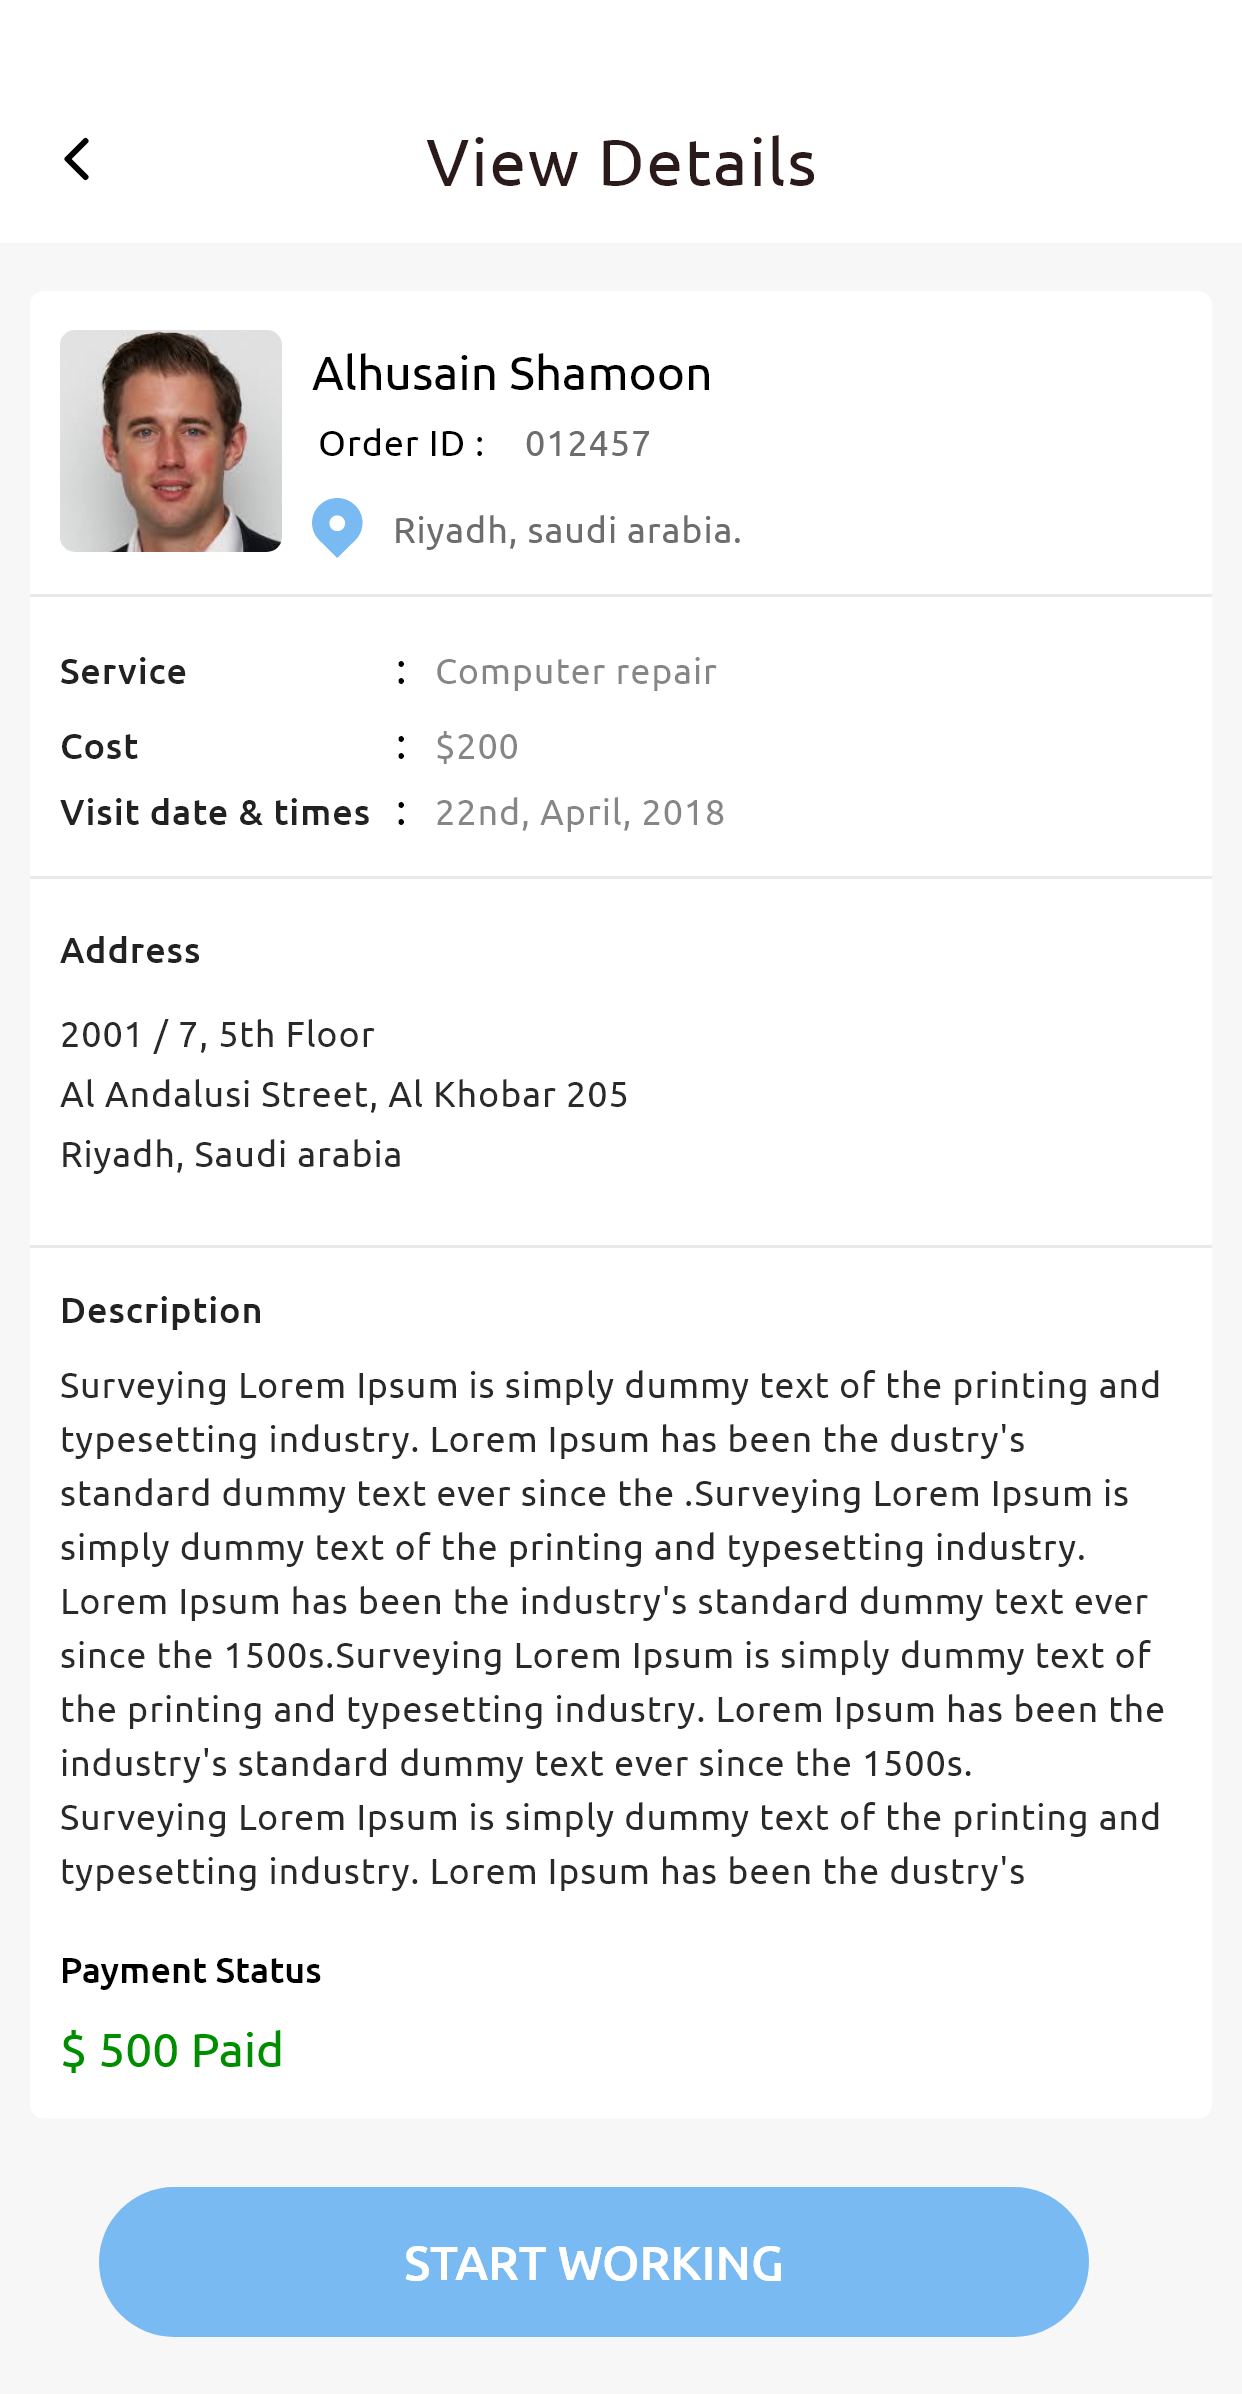 View Details
Alhusain Shamoon
Order ID : 012457
Riyadh, saudi arabia.
Service : Computer repair
Cost : $200
Visit date & times : 22nd, April, 2018
Address
2001 / 7, 5th Floor
Al Andalusi Street, Al Khobar 205
Riyadh, Saudi arabia
Description
Surveying Lorem Ipsum is simply dummy text of the printing and
typesetting industry. Lorem Ipsum has been the dustry's
standard dummy text ever since the .Surveying Lorem Ipsum is
simply dummy text of the printing and typesetting industry.
Lorem Ipsum has been the industry's standard dummy text ever
since the 1500s.Surveying Lorem Ipsum is simply dummy text of
the printing and typesetting industry. Lorem Ipsum has been the
industry's standard dummy text ever since the 1500s.
Surveying Lorem Ipsum is simply dummy text of the printing and
typesetting industry. Lorem Ipsum has been the dustry's
Payment Status
$ 500 Paid
START WORKING